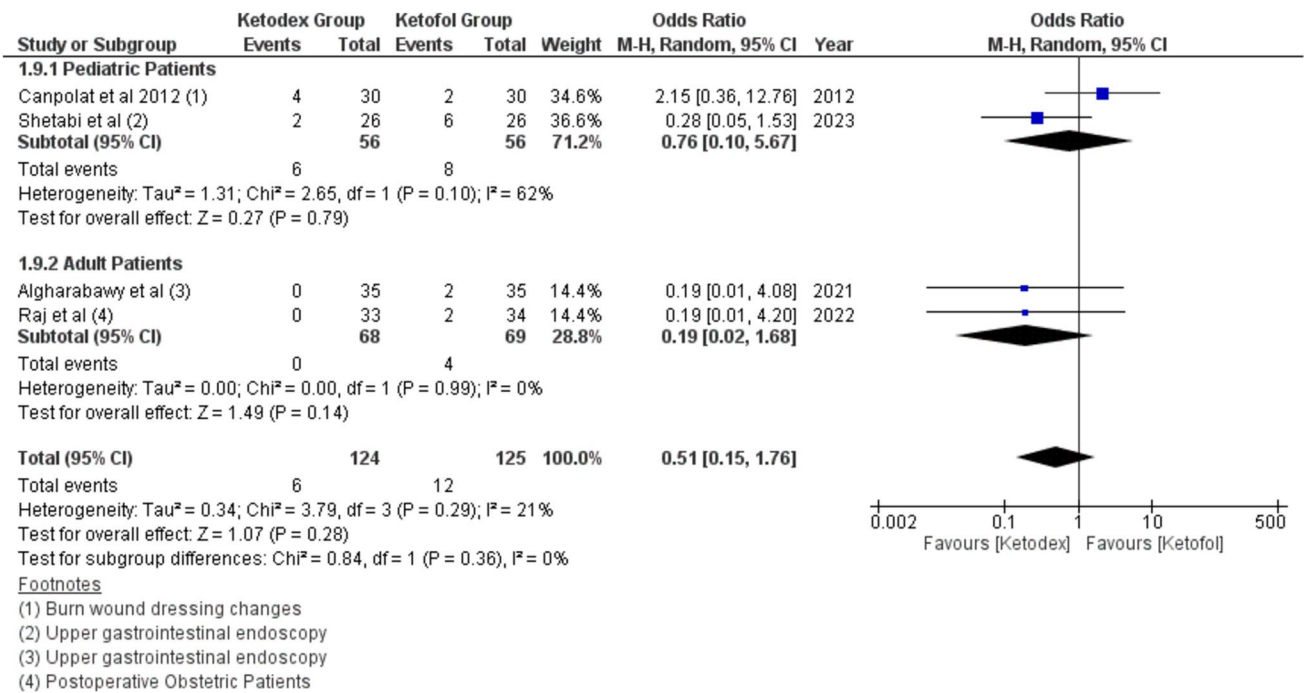 Ketodex Group Ketofol Group Odds Ratio Odds Ratio
Study or Subgroup Events Total Events Total Weight M-H, Random, 95% CI Year M-H, Random, 95% CI
1.9.1 Pediatric Patients
Canpolat et al 2012 (1) 4 30 2 30 34.6% 2.15 [0.36, 12.76] 2012
Shetabi et al (2) 2 26 6 26 36.6% 0.28 [0.05, 1.53] 2023
Subtotal (95% CI) 56 56 71.2% 0.76 [0.10, 5.67]
Total events 6 8
Heterogeneity: Tau² = 1.31; Chi² = 2.65, df = 1 (P = 0.10); I² = 62%
Test for overall effect: Z = 0.27 (P = 0.79)
1.9.2 Adult Patients
Algharabawy et al (3) 0 35 2 35 14.4% 0.19 [0.01, 4.08] 2021
Raj et al (4) 0 33 2 34 14.4% 0.19 [0.01, 4.20] 2022
Subtotal (95% CI) 68 69 28.8% 0.19 [0.02, 1.68]
Total events 0 4
Heterogeneity: Tau² = 0.00; Chi² = 0.00, df = 1 (P = 0.99); I² = 0%
Test for overall effect: Z = 1.49 (P = 0.14)
Total (95% CI) 124 125 100.0% 0.51 [0.15, 1.76]
Total events 6 12
Heterogeneity: Tau² = 0.34; Chi² = 3.79, df = 3 (P = 0.29); I² = 21%
Test for overall effect: Z = 1.07 (P = 0.28)
Test for subgroup differences: Chi² = 0.84, df = 1 (P = 0.36), I² = 0%
0.002 0.1 1 10 500
Favours [Ketodex] Favours [Ketofol]
Footnotes
(1) Burn wound dressing changes
(2) Upper gastrointestinal endoscopy
(3) Upper gastrointestinal endoscopy
(4) Postoperative Obstetric Patients